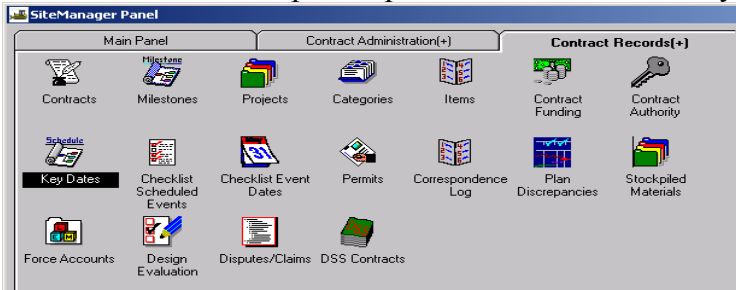 SiteManager Panel
Main Panel
Contract Administration(+)
Contract Records(+)
Milestone
Contracts
Milestones
Projects
Categories
Items
Contract
Funding
Contract
Authority
Schedule
31
Key Dates
Checklist
Scheduled
Events
Checklist Event
Dates
Permits
Correspondence
Log
Plan
Discrepancies
Stockpiled
Materials
Force Accounts
Design
Evaluation
Disputes/Claims
DSS Contracts